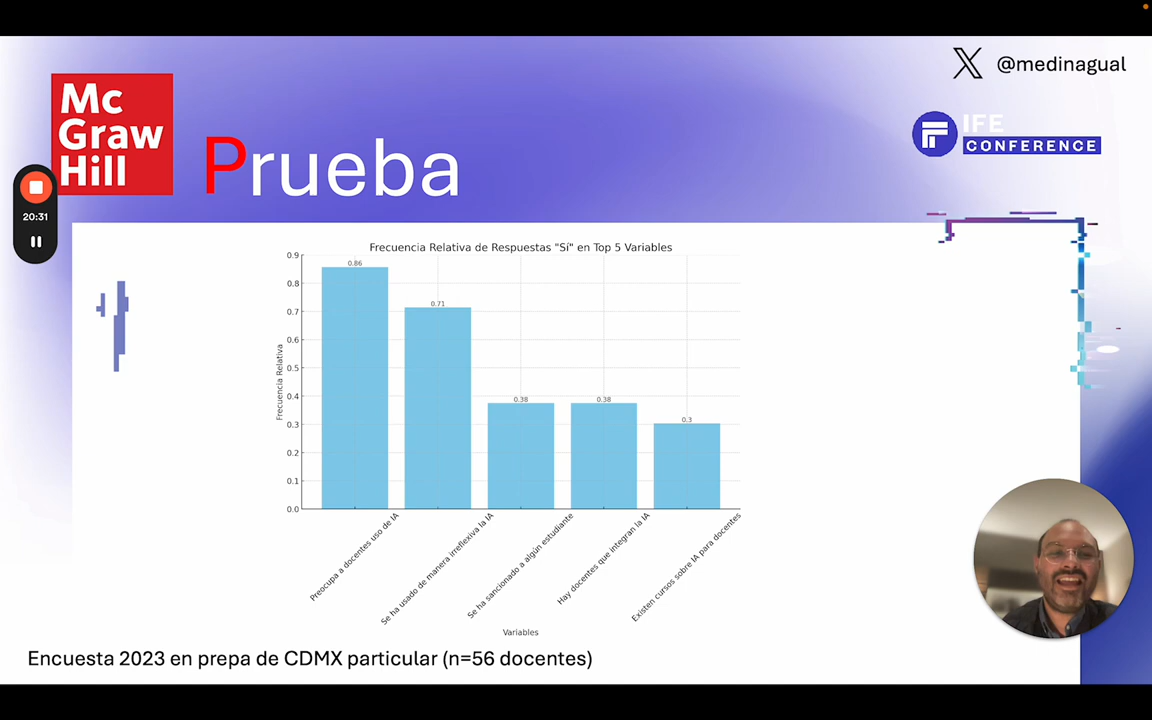 @medinagual
Mc
Graw
Hill
IFE
CONFERENCE
Prueba
20:31
Frecuencia Relativa de Respuestas "Sí" en Top 5 Variables
Frecuencia Relativa
0.9
0.8
0.7
0.6
0.5
0.4
0.3
0.2
0.1
0.0
0.86
0.71
0.38
0.38
0.3
Preocupa a docentes uso de IA
Se ha usado de manera irreflexiva la IA
Se ha sancionado a algún estudiante
Hay docentes que integran la IA
Existen cursos sobre IA para docentes
Variables
Encuesta 2023 en prepa de CDMX particular (n=56 docentes)